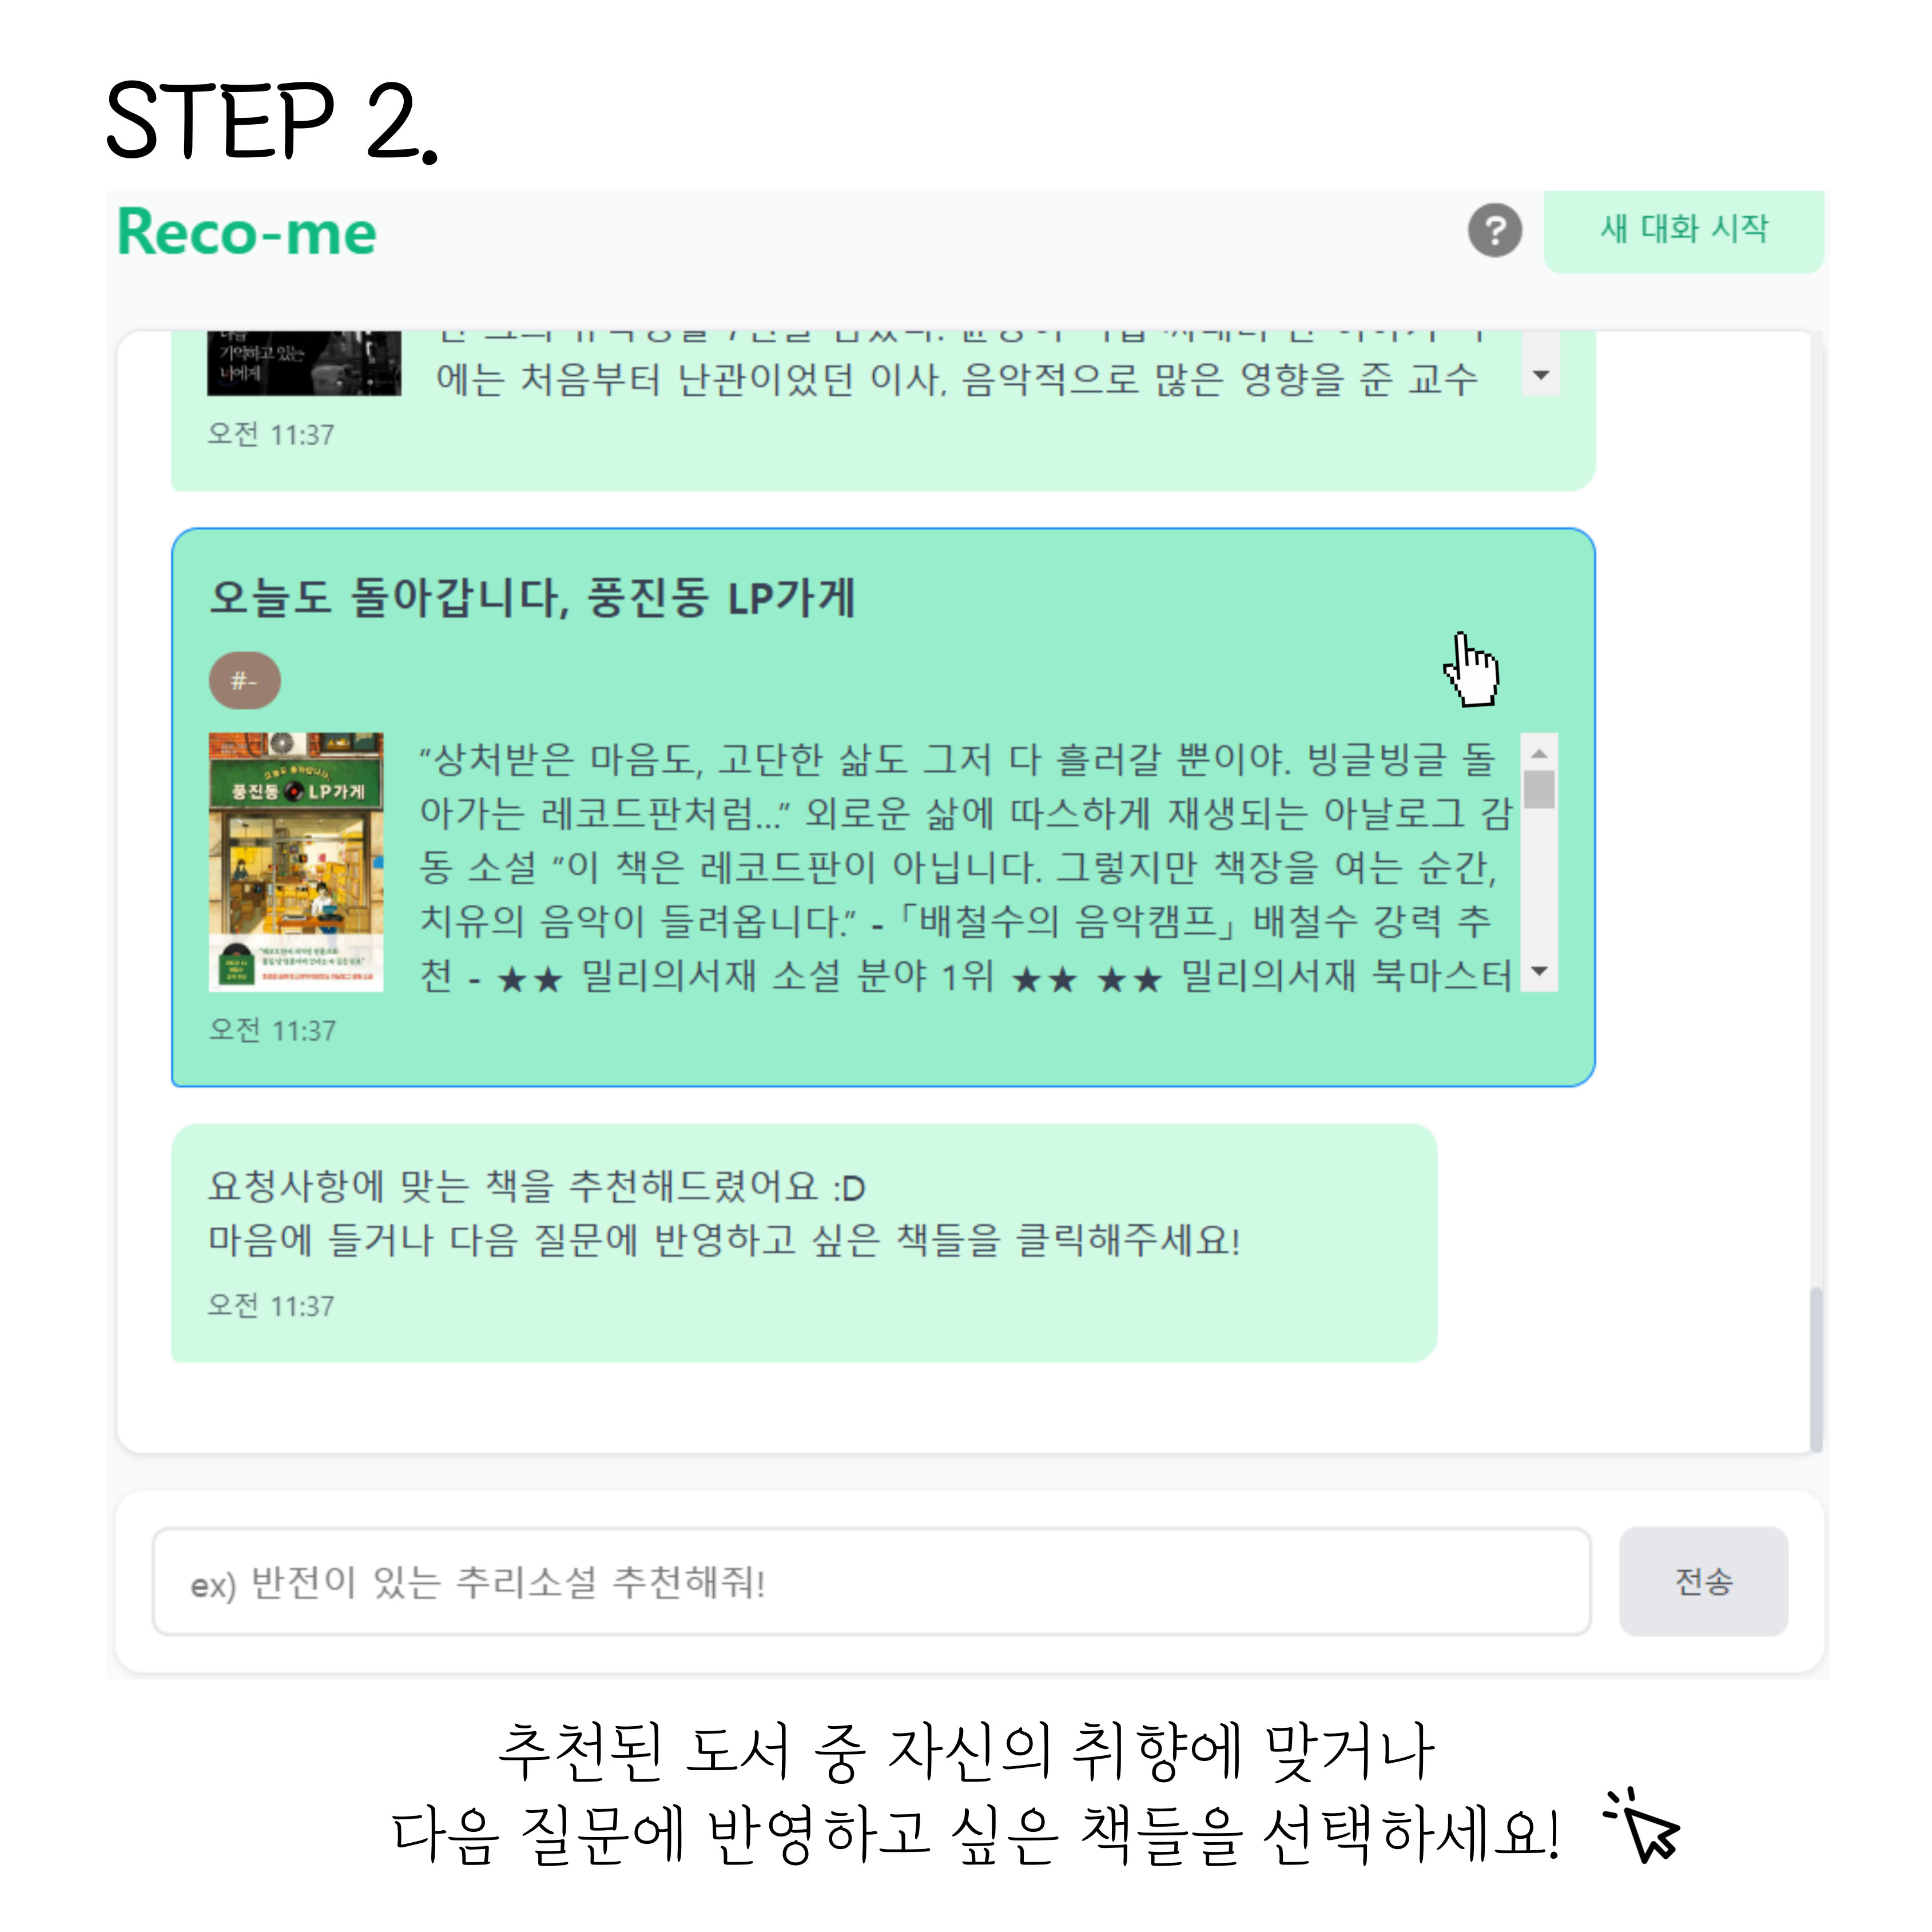 STEP 2.
Reco-me
?
새 대화 시작
기억하고 있는
너에게
에는 처음부터 난관이었던 이사, 음악적으로 많은 영향을 준 교수
오전 11:37
오늘도 돌아갑니다, 풍진동 LP가게
#-
오늘도 돌아갑니다,
풍진동 LP가게
“상처받은 마음도, 고단한 삶도 그저 다 흘러갈 뿐이야. 빙글빙글 돌
아가는 레코드판처럼...” 외로운 삶에 따스하게 재생되는 아날로그 감
동 소설 “이 책은 레코드판이 아닙니다. 그렇지만 책장을 여는 순간,
치유의 음악이 들려옵니다.” -「배철수의 음악캠프」배철수 강력 추
천 - ★★ 밀리의서재 소설 분야 1위 ★★ ★★ 밀리의서재 북마스터
오전 11:37
요청사항에 맞는 책을 추천해드렸어요 :D
마음에 들거나 다음 질문에 반영하고 싶은 책들을 클릭해주세요!
오전 11:37
ex) 반전이 있는 추리소설 추천해줘!
전송
추천된 도서 중 자신의 취향에 맞거나
다음 질문에 반영하고 싶은 책들을 선택하세요!